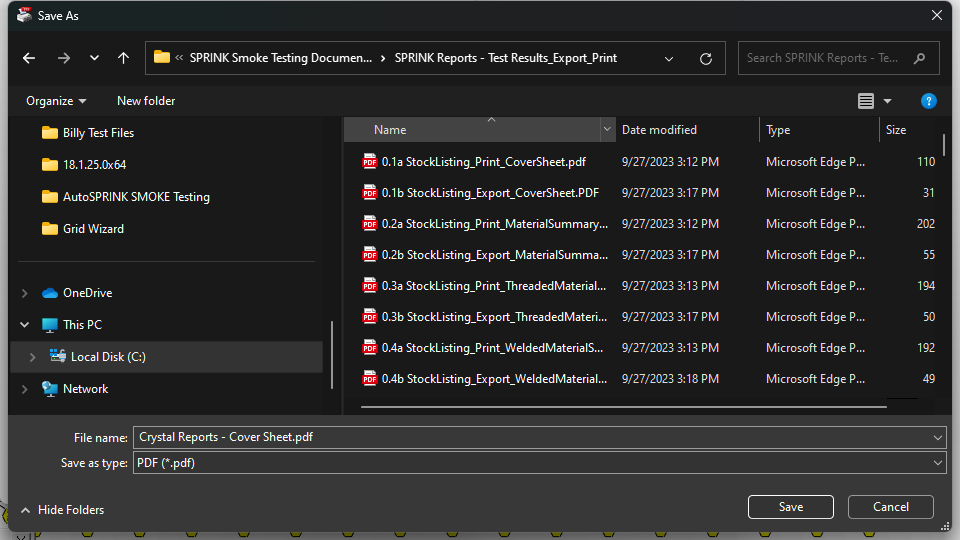 Save As
« SPRINK Smoke Testing Documen... > SPRINK Reports - Test Results_Export_Print
Search SPRINK Reports - Te...
Organize
New folder
?
Billy Test Files
18.1.25.0x64
AutoSPRINK SMOKE Testing
Grid Wizard
OneDrive
This PC
Local Disk (C:)
Network
Name Date modified Type Size
PDF 0.1a StockListing_Print_CoverSheet.pdf 9/27/2023 3:12 PM Microsoft Edge P... 110
PDF 0.1b StockListing_Export_CoverSheet.PDF 9/27/2023 3:17 PM Microsoft Edge P... 31
PDF 0.2a StockListing_Print_MaterialSummary... 9/27/2023 3:12 PM Microsoft Edge P... 202
PDF 0.2b StockListing_Export_MaterialSumma... 9/27/2023 3:17 PM Microsoft Edge P... 55
PDF 0.3a StockListing_Print_ThreadedMaterial... 9/27/2023 3:13 PM Microsoft Edge P... 194
PDF 0.3b StockListing_Export_ThreadedMateri... 9/27/2023 3:17 PM Microsoft Edge P... 50
PDF 0.4a StockListing_Print_WeldedMaterialS... 9/27/2023 3:13 PM Microsoft Edge P... 192
PDF 0.4b StockListing_Export_WeldedMaterial... 9/27/2023 3:18 PM Microsoft Edge P... 49
File name: Crystal Reports - Cover Sheet.pdf
Save as type: PDF (*.pdf)
Hide Folders
Save
Cancel